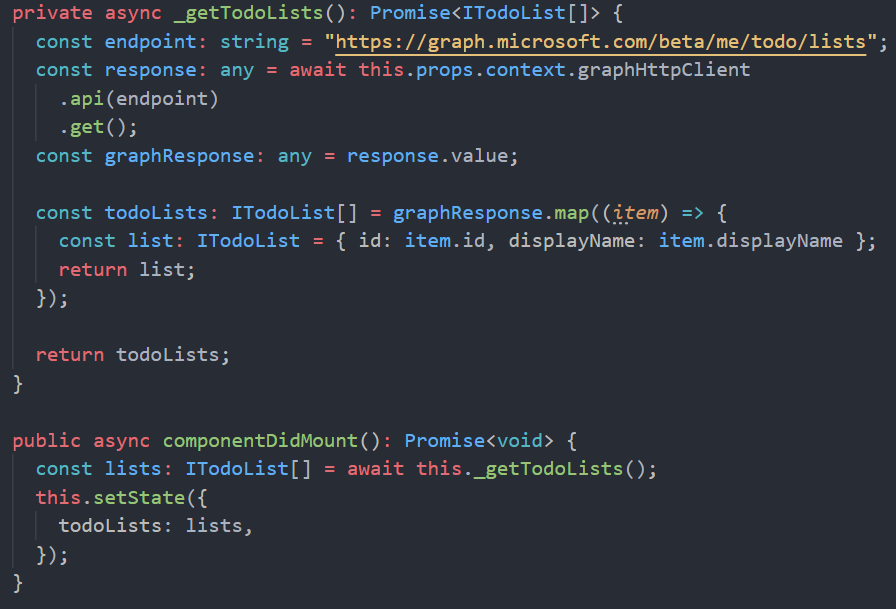 private async _getTodoLists(): Promise<ITodoList[]> {
  const endpoint: string = "https://graph.microsoft.com/beta/me/todo/lists";
  const response: any = await this.props.context.graphHttpClient
    .api(endpoint)
    .get();
  const graphResponse: any = response.value;

  const todoLists: ITodoList[] = graphResponse.map((item) => {
    const list: ITodoList = { id: item.id, displayName: item.displayName };
    return list;
  });

  return todoLists;
}

public async componentDidMount(): Promise<void> {
  const lists: ITodoList[] = await this._getTodoLists();
  this.setState({
    todoLists: lists,
  });
}